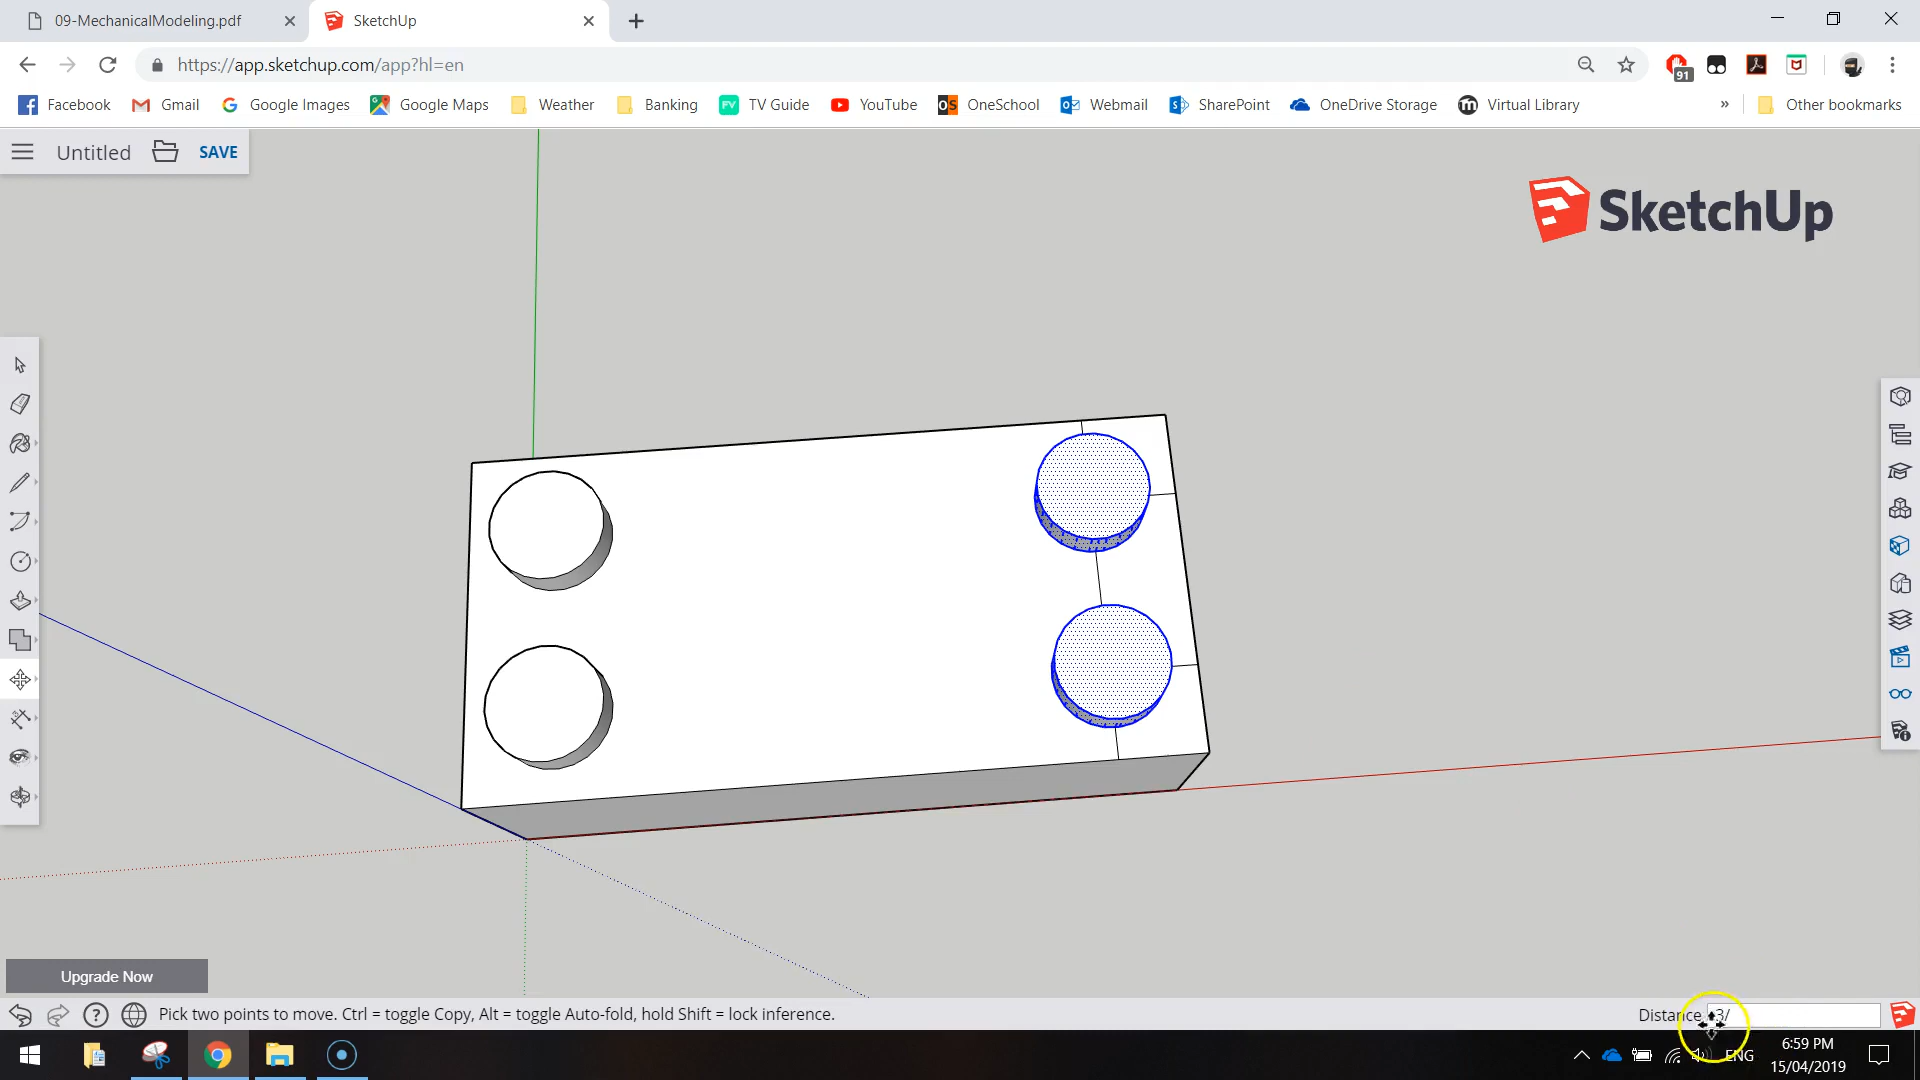 09-MechanicalModeling.pdf
SketchUp
https://app.sketchup.com/app?hl=en
91
Facebook
Gmail
Google Images
Google Maps
Weather
Banking
TV Guide
YouTube
OneSchool
Webmail
SharePoint
OneDrive Storage
Virtual Library
»
Other bookmarks
Untitled
SAVE
SketchUp
Upgrade Now
Pick two points to move. Ctrl = toggle Copy, Alt = toggle Auto-fold, hold Shift = lock inference.
Distance 3/
ENG
6:59 PM
15/04/2019